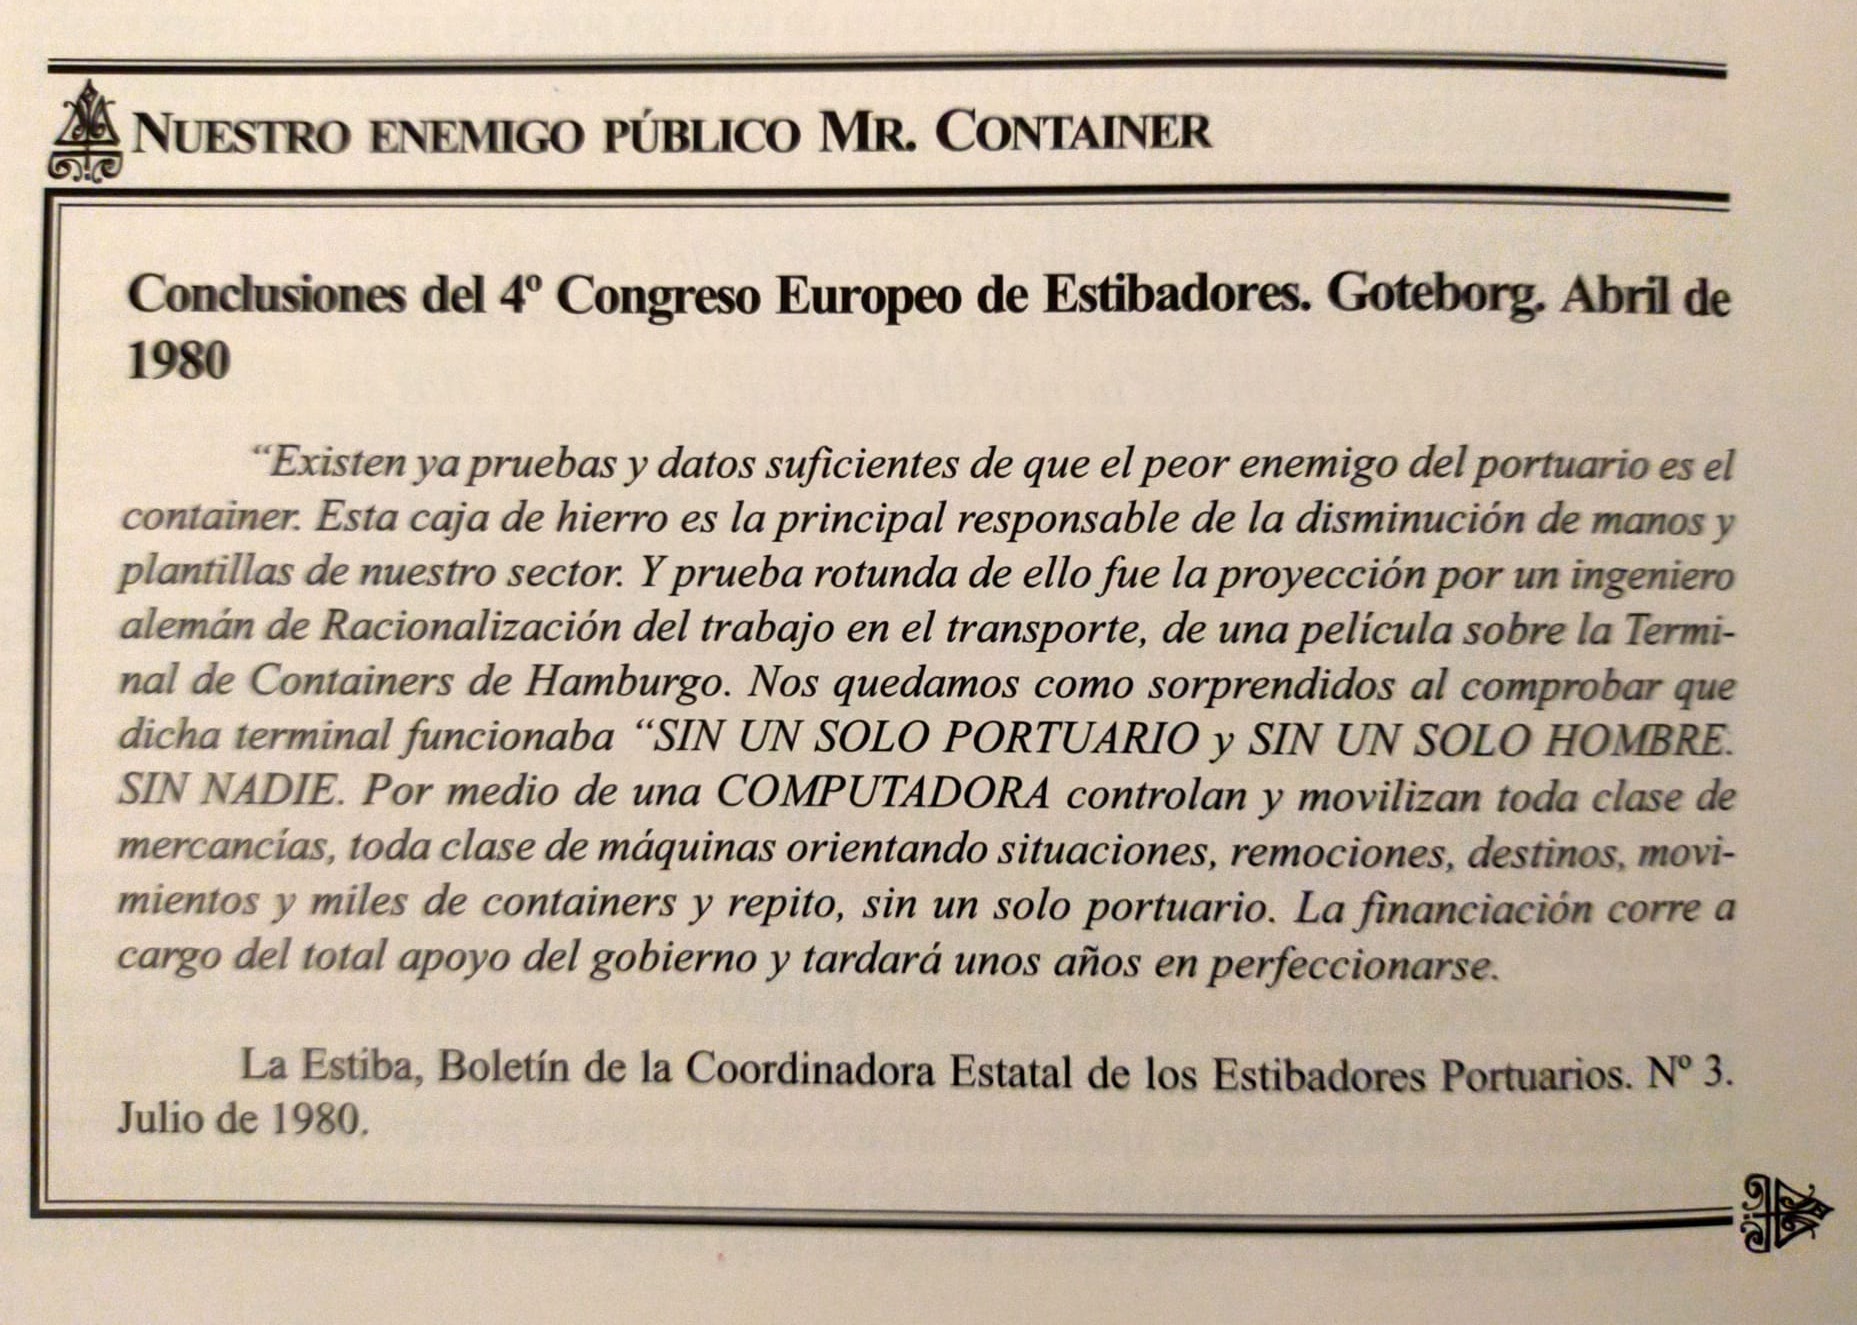 NUESTRO ENEMIGO PÚBLICO MR. CONTAINER
Conclusiones del 4º Congreso Europeo de Estibadores. Goteborg. Abril de
1980
“Existen ya pruebas y datos suficientes de que el peor enemigo del portuario es el
container. Esta caja de hierro es la principal responsable de la disminución de manos y
plantillas de nuestro sector. Y prueba rotunda de ello fue la proyección por un ingeniero
alemán de Racionalización del trabajo en el transporte, de una película sobre la Termi-
nal de Containers de Hamburgo. Nos quedamos como sorprendidos al comprobar que
dicha terminal funcionaba “SIN UN SOLO PORTUARIO y SIN UN SOLO HOMBRE.
SIN NADIE. Por medio de una COMPUTADORA controlan y movilizan toda clase de
mercancías, toda clase de máquinas orientando situaciones, remociones, destinos, movi-
mientos y miles de containers y repito, sin un solo portuario. La financiación corre a
cargo del total apoyo del gobierno y tardará unos años en perfeccionarse.
La Estiba, Boletín de la Coordinadora Estatal de los Estibadores Portuarios. Nº 3.
Julio de 1980.